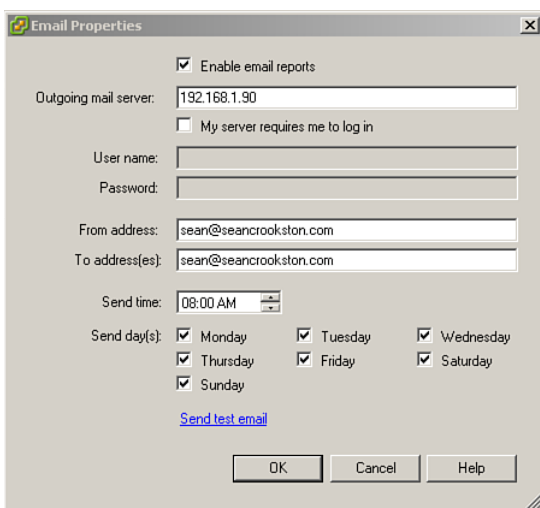 Email Properties
Enable email reports
Outgoing mail server: 192.168.1.90
My server requires me to log in
User name:
Password:
From address: sean@seancrookston.com
To address(es): sean@seancrookston.com
Send time: 08:00 AM
Send day(s): Monday Tuesday Wednesday
Thursday Friday Saturday
Sunday
Send test email
OK Cancel Help